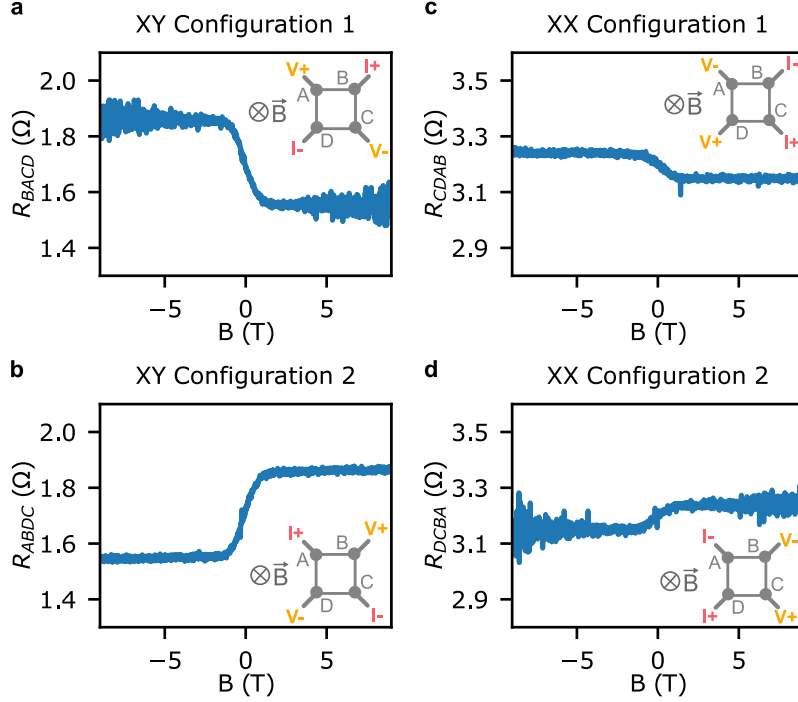 a
XY Configuration 1
2.0
1.8
1.6
1.4
R_BACD (Ω)
−5
0
5
B (T)
V+
I+
A
B
C
D
I-
V-
⊗B⃗
c
XX Configuration 1
3.5
3.3
3.1
2.9
R_CDAB (Ω)
−5
0
5
B (T)
V-
I-
A
B
C
D
V+
I+
⊗B⃗
b
XY Configuration 2
2.0
1.8
1.6
1.4
R_ABDC (Ω)
−5
0
5
B (T)
I+
V+
A
B
C
D
V-
I-
⊗B⃗
d
XX Configuration 2
3.5
3.3
3.1
2.9
R_DCBA (Ω)
−5
0
5
B (T)
I-
V-
A
B
C
D
I+
V+
⊗B⃗